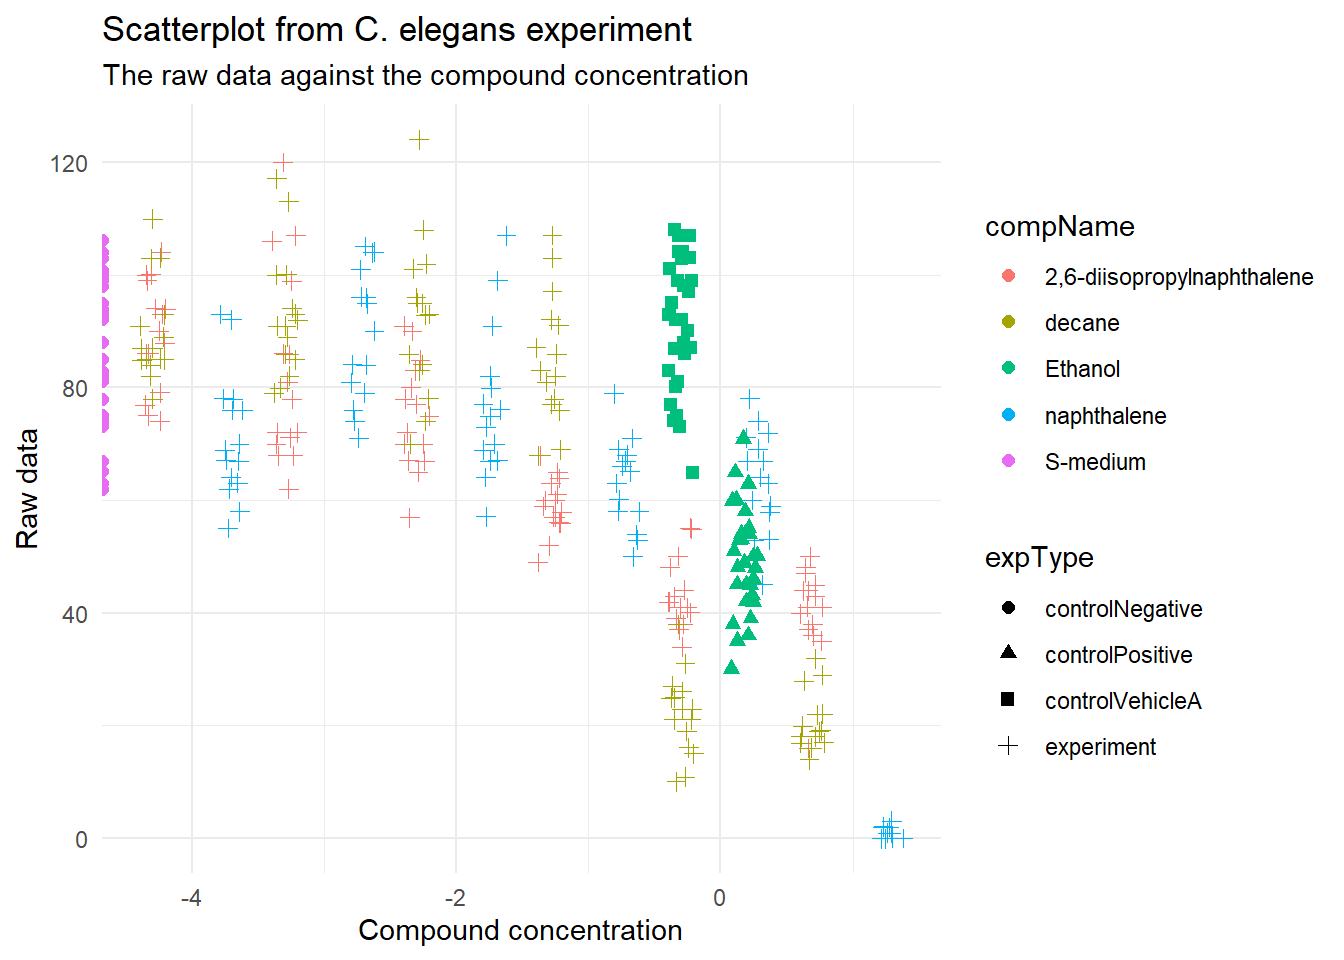 Scatterplot from C. elegans experiment
The raw data against the compound concentration
Raw data
120
80
40
0
-4
-2
0
Compound concentration
compName
2,6-diisopropylnaphthalene
decane
Ethanol
naphthalene
S-medium
expType
controlNegative
controlPositive
controlVehicleA
experiment